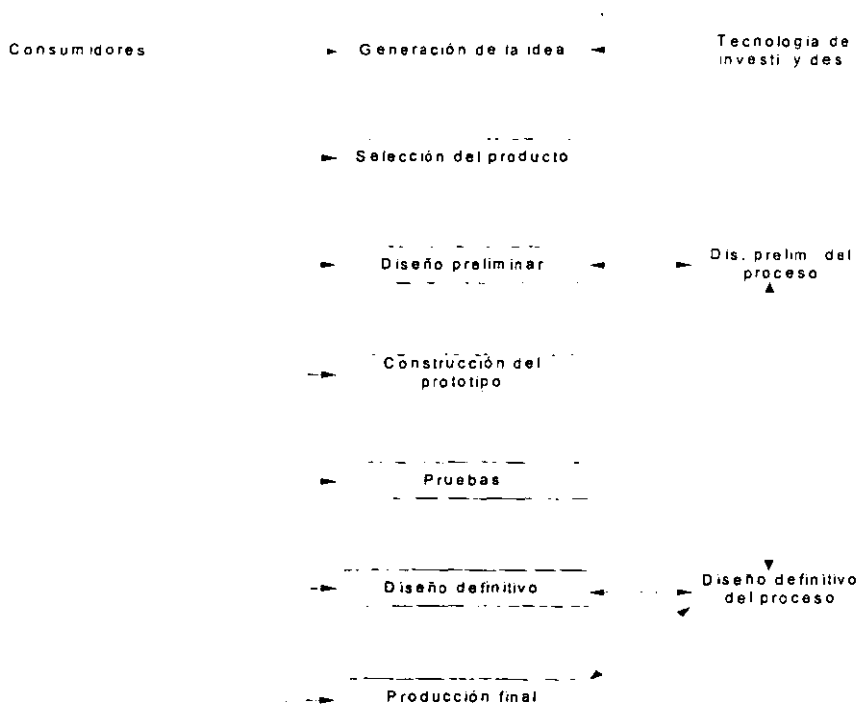 Consumidores
Generación de la idea
Tecnología de
investi y des
Selección del producto
Diseño preliminar
Dis. prelim del
proceso
Construcción del
prototipo
Pruebas
Diseño definitivo
Diseño definitivo
del proceso
Producción final